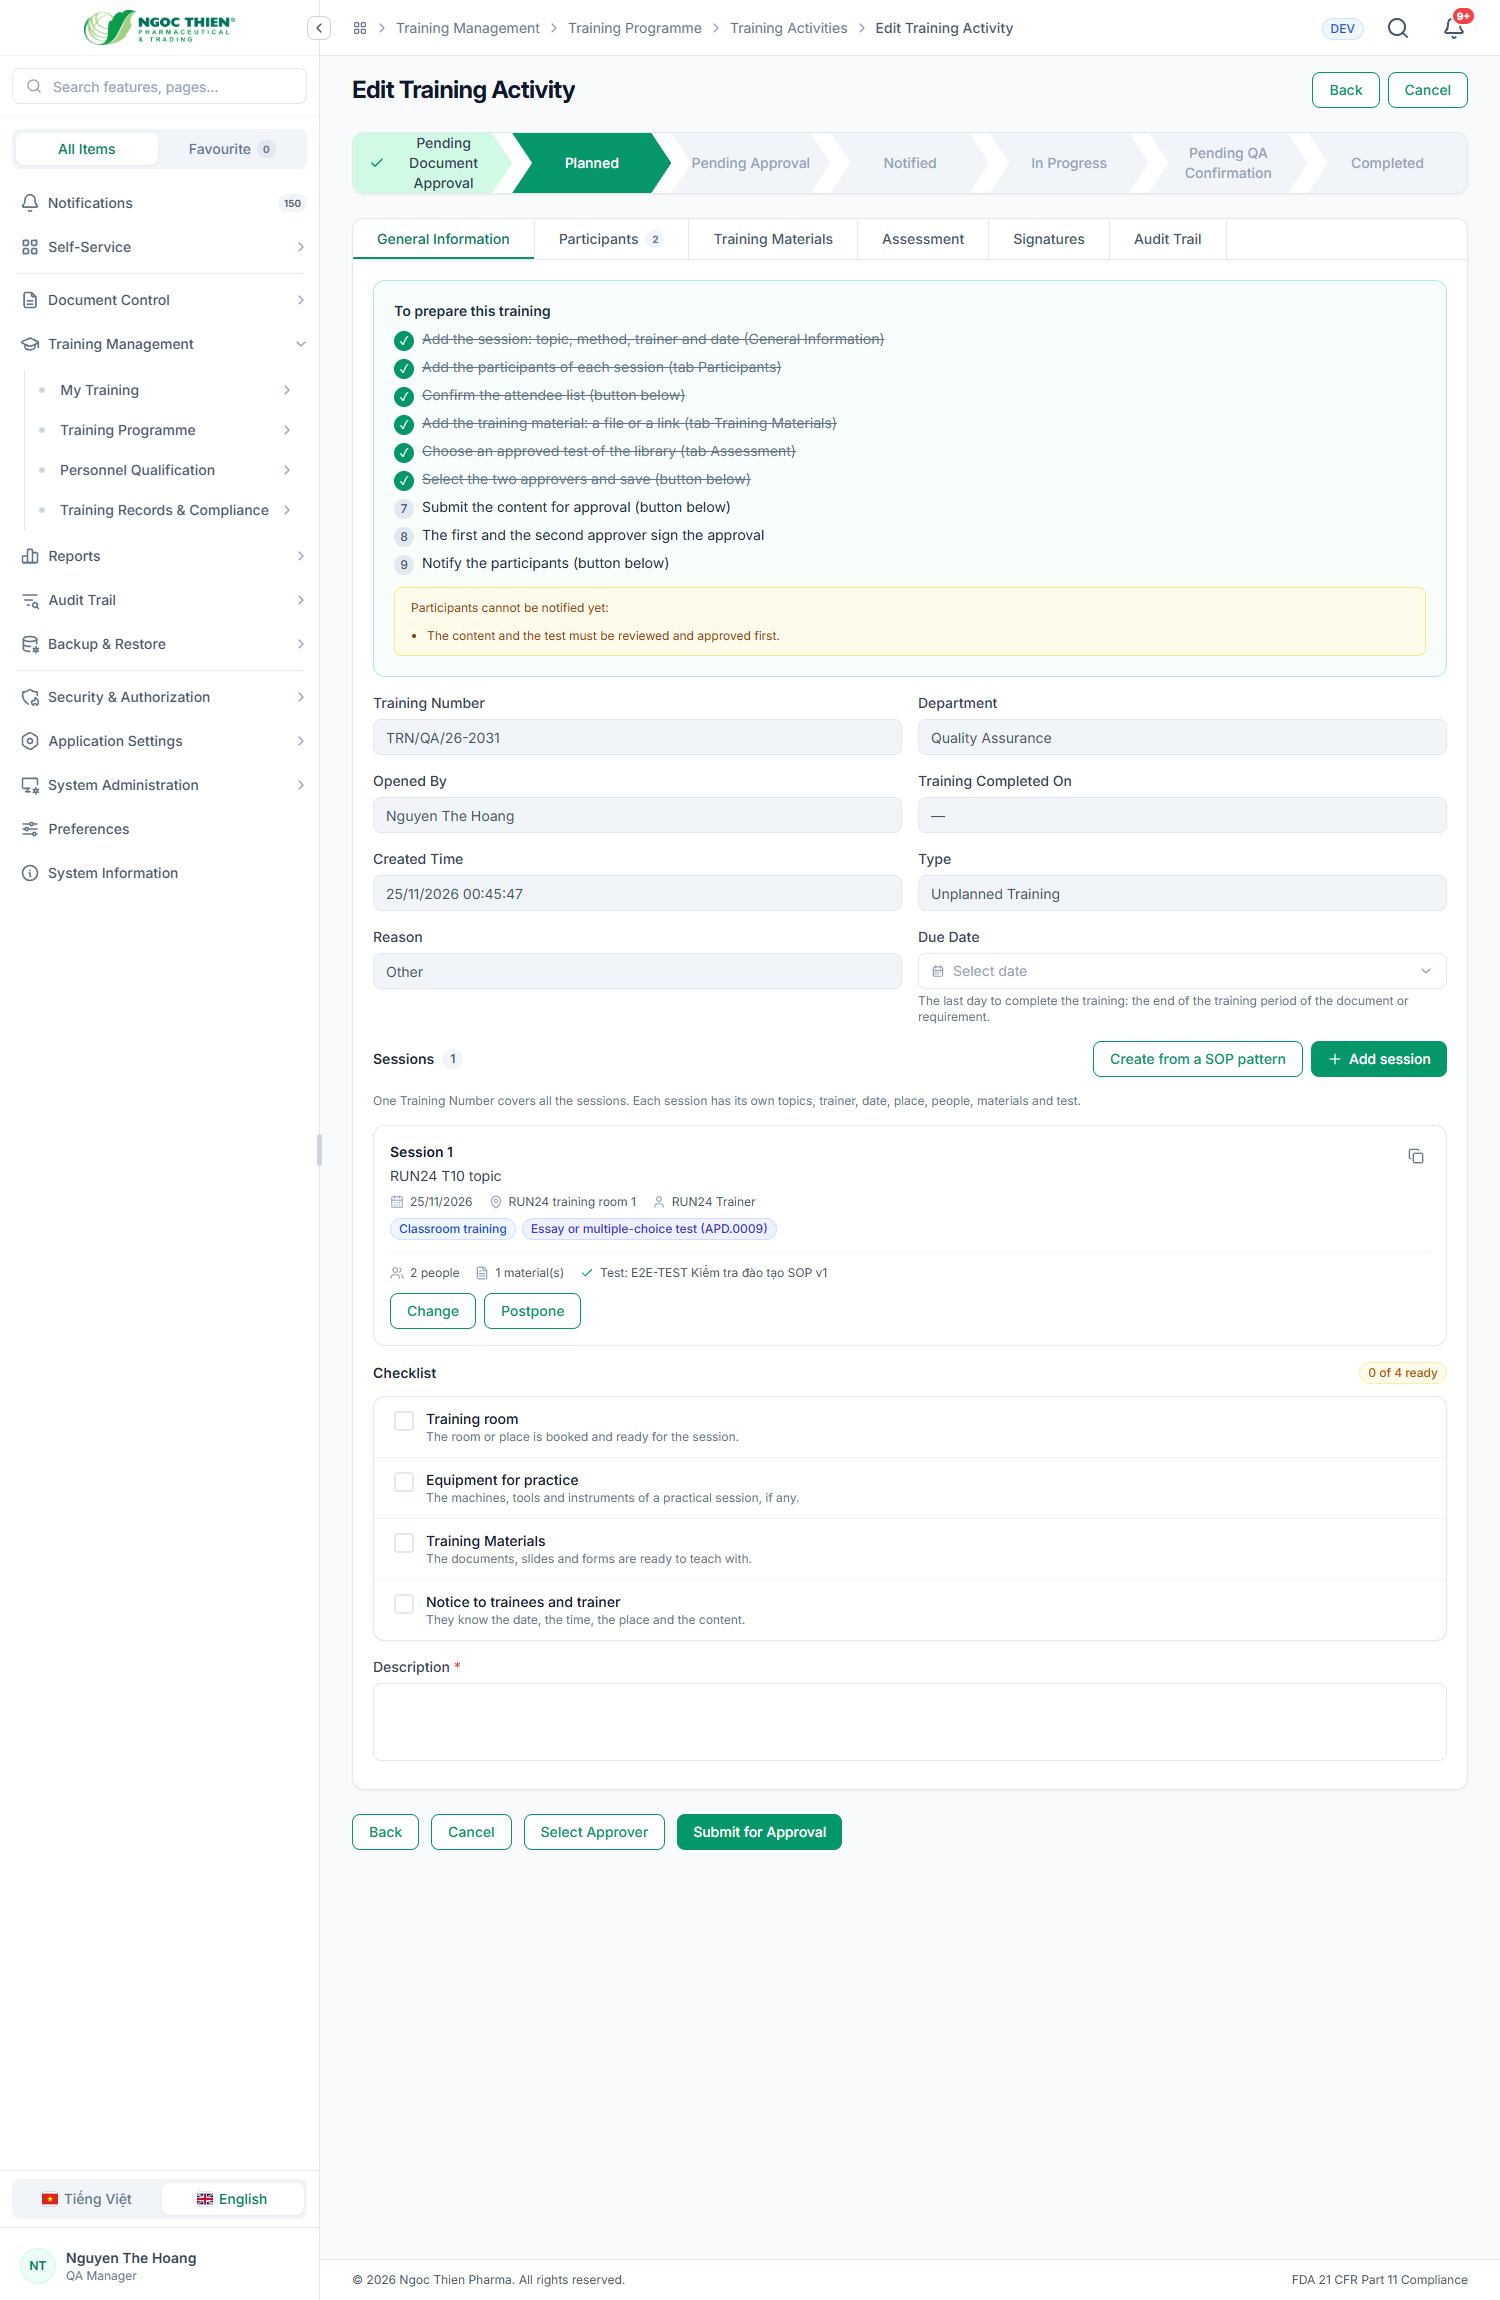 NGOC THIEN®
PHARMACEUTICAL
& TRADING
Search features, pages...
All Items
Favourite 0
Notifications 150
Self-Service
Document Control
Training Management
My Training
Training Programme
Personnel Qualification
Training Records & Compliance
Reports
Audit Trail
Backup & Restore
Security & Authorization
Application Settings
System Administration
Preferences
System Information
Tiếng Việt
English
NT
Nguyen The Hoang
QA Manager
Training Management > Training Programme > Training Activities > Edit Training Activity
DEV
9+
Edit Training Activity
Back
Cancel
Pending Document Approval
Planned
Pending Approval
Notified
In Progress
Pending QA Confirmation
Completed
General Information
Participants 2
Training Materials
Assessment
Signatures
Audit Trail
To prepare this training
Add the session: topic, method, trainer and date (General Information)
Add the participants of each session (tab Participants)
Confirm the attendee list (button below)
Add the training material: a file or a link (tab Training Materials)
Choose an approved test of the library (tab Assessment)
Select the two approvers and save (button below)
7 Submit the content for approval (button below)
8 The first and the second approver sign the approval
9 Notify the participants (button below)
Participants cannot be notified yet:
• The content and the test must be reviewed and approved first.
Training Number
TRN/QA/26-2031
Department
Quality Assurance
Opened By
Nguyen The Hoang
Training Completed On
—
Created Time
25/11/2026 00:45:47
Type
Unplanned Training
Reason
Other
Due Date
Select date
The last day to complete the training: the end of the training period of the document or
requirement.
Sessions 1
Create from a SOP pattern
+ Add session
One Training Number covers all the sessions. Each session has its own topics, trainer, date, place, people, materials and test.
Session 1
RUN24 T10 topic
25/11/2026 RUN24 training room 1 RUN24 Trainer
Classroom training Essay or multiple-choice test (APD.0009)
2 people 1 material(s) Test: E2E-TEST Kiểm tra đào tạo SOP v1
Change
Postpone
Checklist
0 of 4 ready
Training room
The room or place is booked and ready for the session.
Equipment for practice
The machines, tools and instruments of a practical session, if any.
Training Materials
The documents, slides and forms are ready to teach with.
Notice to trainees and trainer
They know the date, the time, the place and the content.
Description *
Back
Cancel
Select Approver
Submit for Approval
© 2026 Ngoc Thien Pharma. All rights reserved.
FDA 21 CFR Part 11 Compliance